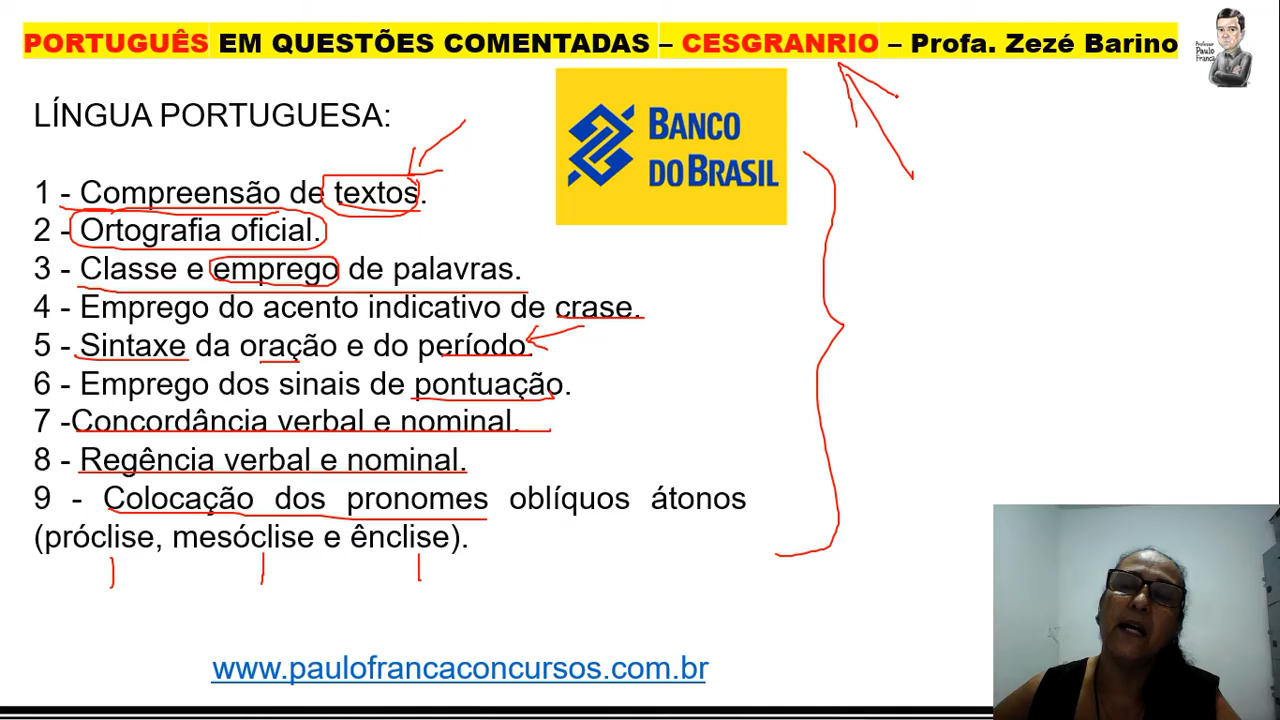 PORTUGUÊS EM QUESTÕES COMENTADAS – CESGRANRIO – Profa. Zezé Barino
Professor
Paulo
França
LÍNGUA PORTUGUESA:
BANCO
DO BRASIL
1 - Compreensão de textos.
2 - Ortografia oficial.
3 - Classe e emprego de palavras.
4 - Emprego do acento indicativo de crase.
5 - Sintaxe da oração e do período.
6 - Emprego dos sinais de pontuação.
7 -Concordância verbal e nominal.
8 - Regência verbal e nominal.
9 - Colocação dos pronomes oblíquos átonos
(próclise, mesóclise e ênclise).
www.paulofrancaconcursos.com.br